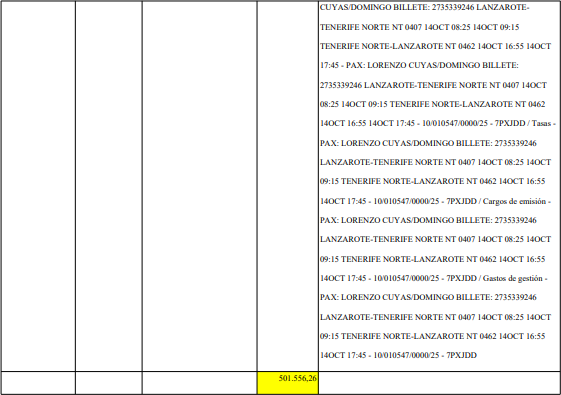 CUYAS/DOMINGO BILLETE: 2735339246 LANZAROTE-
TENERIFE NORTE NT 0407 14OCT 08:25 14OCT 09:15
TENERIFE NORTE-LANZAROTE NT 0462 14OCT 16:55 14OCT
17:45 - PAX: LORENZO CUYAS/DOMINGO BILLETE:
2735339246 LANZAROTE-TENERIFE NORTE NT 0407 14OCT
08:25 14OCT 09:15 TENERIFE NORTE-LANZAROTE NT 0462
14OCT 16:55 14OCT 17:45 - 10/010547/0000/25 - 7PXJDD / Tasas -
PAX: LORENZO CUYAS/DOMINGO BILLETE: 2735339246
LANZAROTE-TENERIFE NORTE NT 0407 14OCT 08:25 14OCT
09:15 TENERIFE NORTE-LANZAROTE NT 0462 14OCT 16:55
14OCT 17:45 - 10/010547/0000/25 - 7PXJDD / Cargos de emisión -
PAX: LORENZO CUYAS/DOMINGO BILLETE: 2735339246
LANZAROTE-TENERIFE NORTE NT 0407 14OCT 08:25 14OCT
09:15 TENERIFE NORTE-LANZAROTE NT 0462 14OCT 16:55
14OCT 17:45 - 10/010547/0000/25 - 7PXJDD / Gastos de gestión -
PAX: LORENZO CUYAS/DOMINGO BILLETE: 2735339246
LANZAROTE-TENERIFE NORTE NT 0407 14OCT 08:25 14OCT
09:15 TENERIFE NORTE-LANZAROTE NT 0462 14OCT 16:55
14OCT 17:45 - 10/010547/0000/25 - 7PXJDD
501.556,26